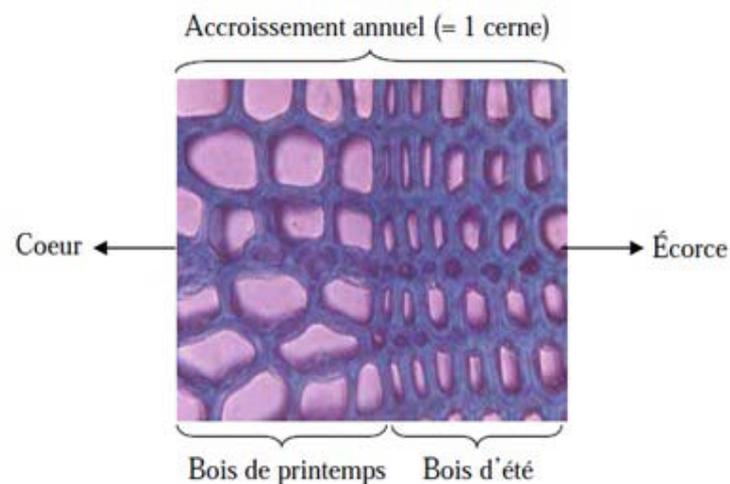 Accroissement annuel (= 1 cerne)
Coeur
Écorce
Bois de printemps
Bois d'été